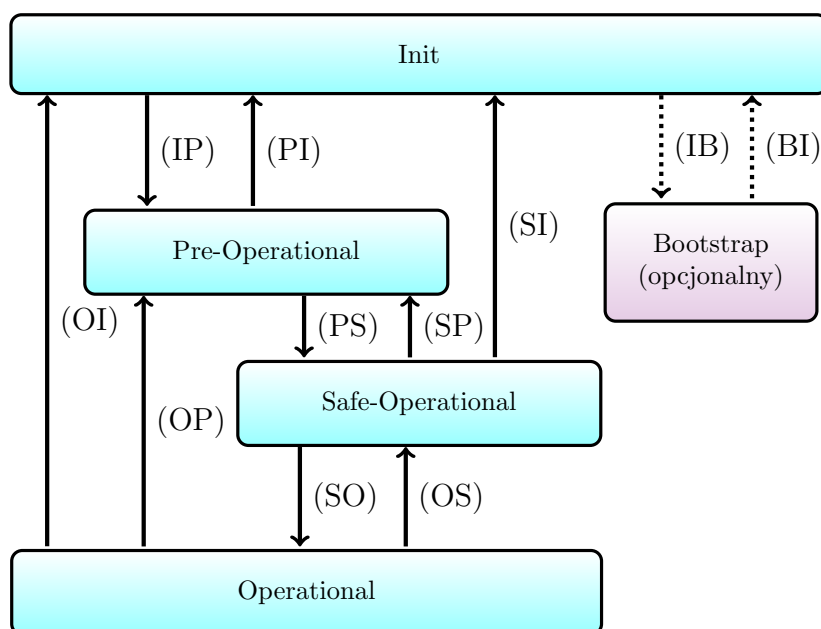 Init
(IP)
(PI)
(IB)
(BI)
(SI)
Pre-Operational
Bootstrap
(opcjonalny)
(OI)
(PS)
(SP)
Safe-Operational
(OP)
(SO)
(OS)
Operational